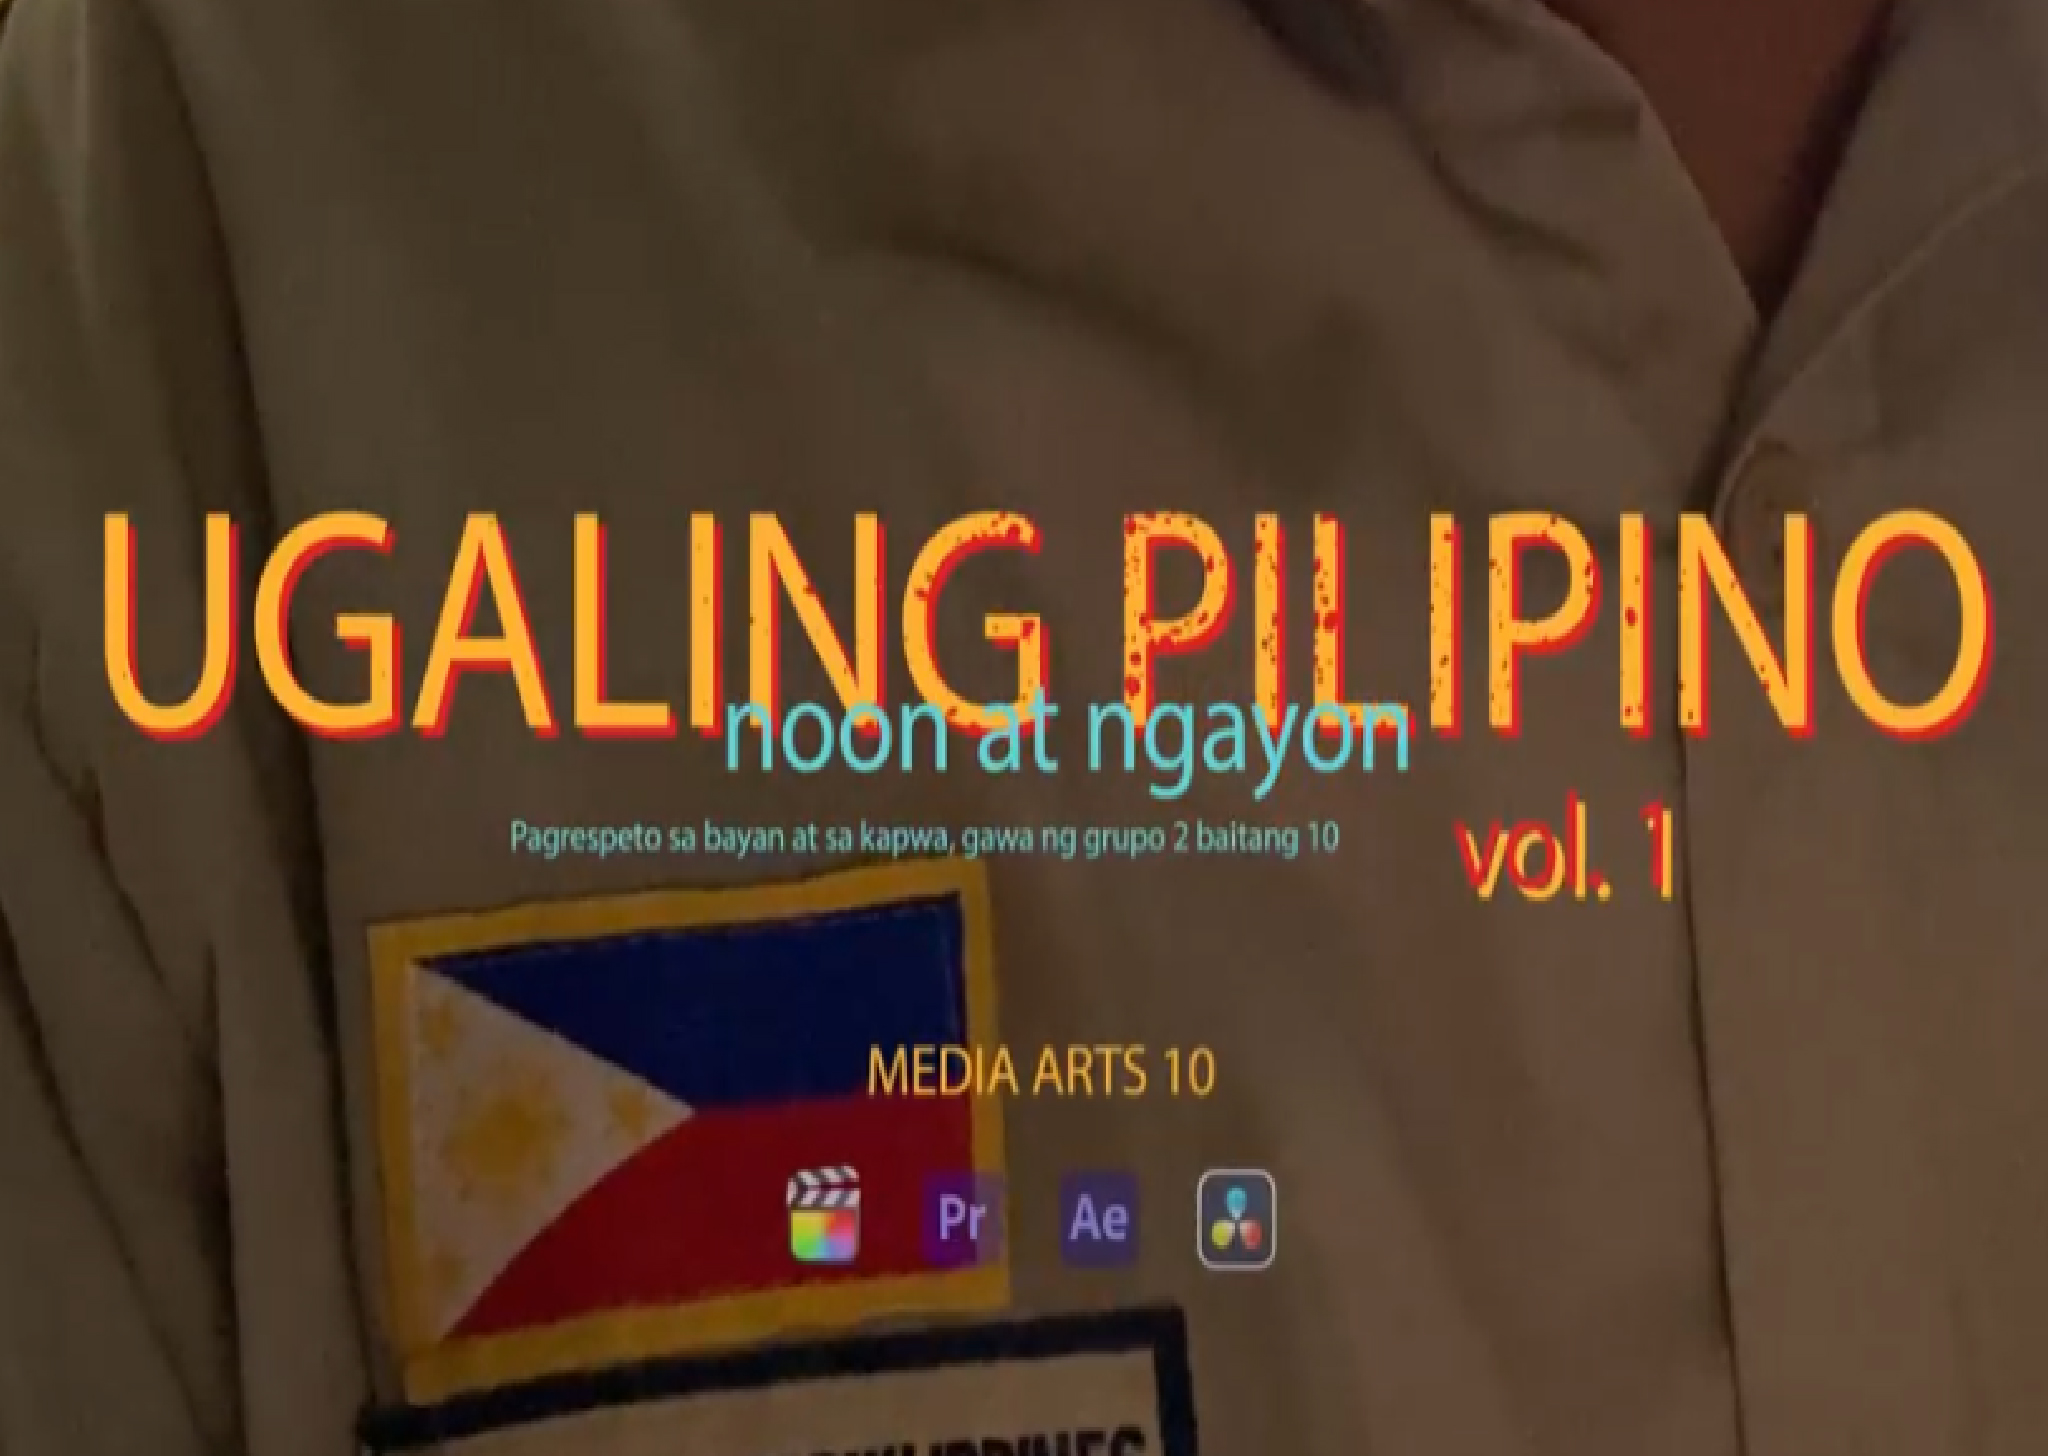 UGALING PILIPINO
noon at ngayon
Pagrespeto sa bayan at sa kapwa, gawa ng grupo 2 baitang 10
vol. 1
MEDIA ARTS 10
Pr Ae